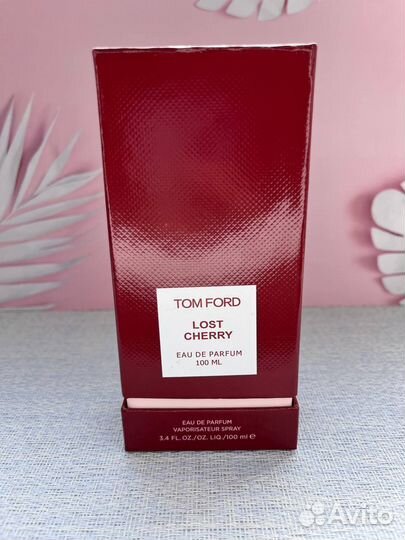 TOM FORD
LOST
CHERRY
EAU DE PARFUM
100 ML
EAU DE PARFUM
VAPORISATEUR SPRAY
3.4 FL.OZ./OZ. LIQ./100 ml ℮
Avito